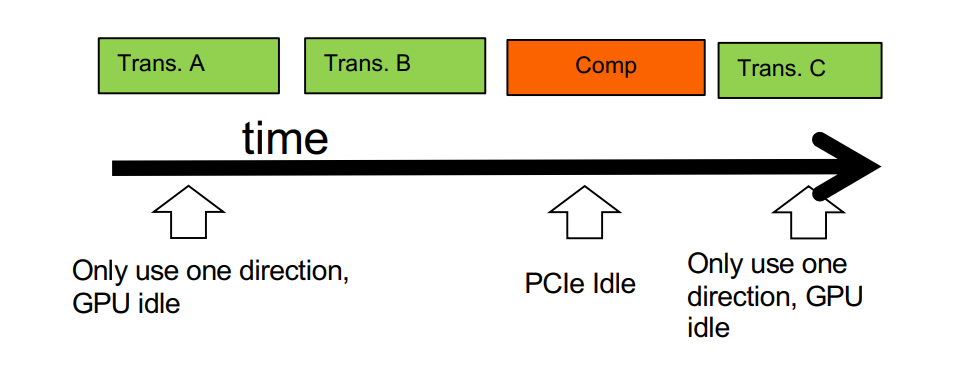 Trans. A
Trans. B
Comp
Trans. C
time
Only use one direction,
GPU idle
PCIe Idle
Only use one
direction, GPU
idle